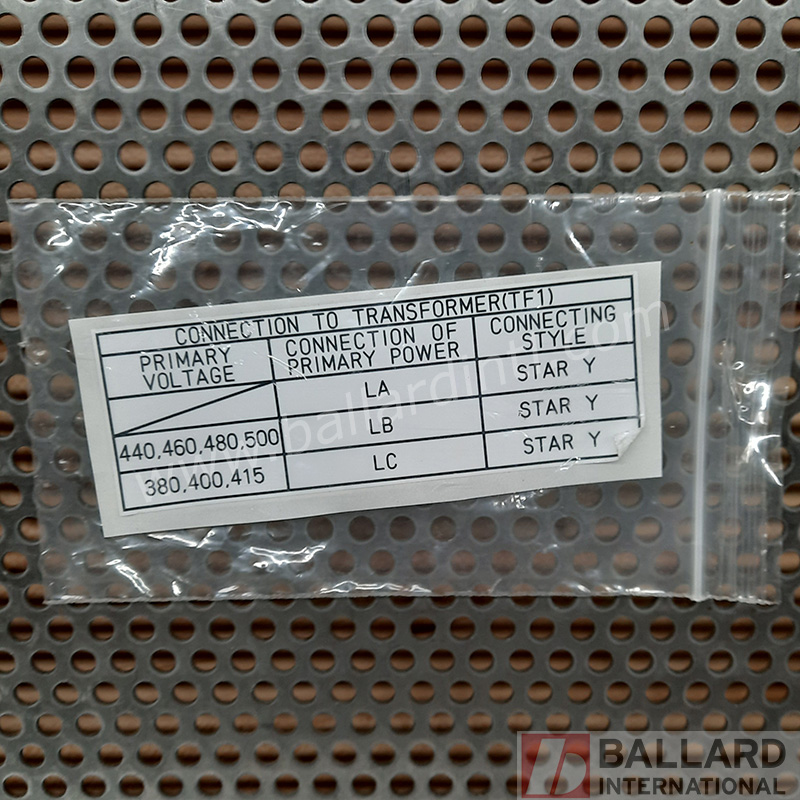 CONNECTION TO TRANSFORMER(TF1)
PRIMARY VOLTAGE
CONNECTION OF PRIMARY POWER
CONNECTING STYLE
LA
STAR Y
440,460,480,500
LB
STAR Y
380,400,415
LC
STAR Y
www.ballardintl.com
BALLARD
INTERNATIONAL